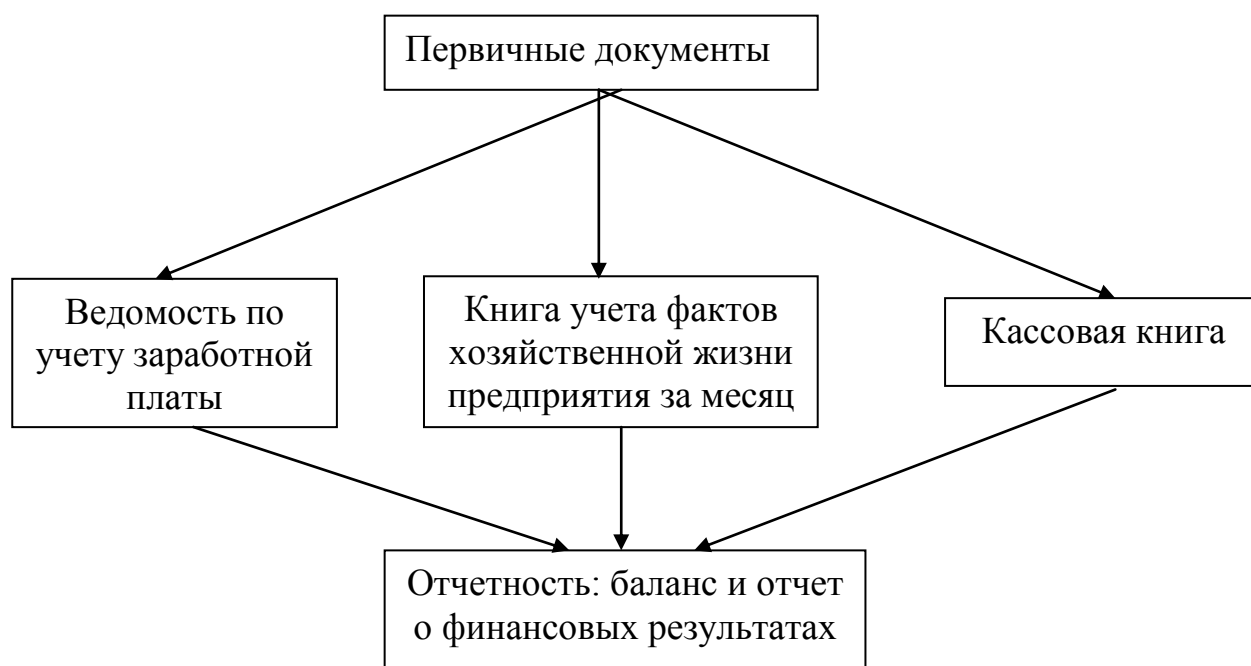 Первичные документы
Ведомость по
учету заработной
платы
Книга учета фактов
хозяйственной жизни
предприятия за месяц
Кассовая книга
Отчетность: баланс и отчет
о финансовых результатах